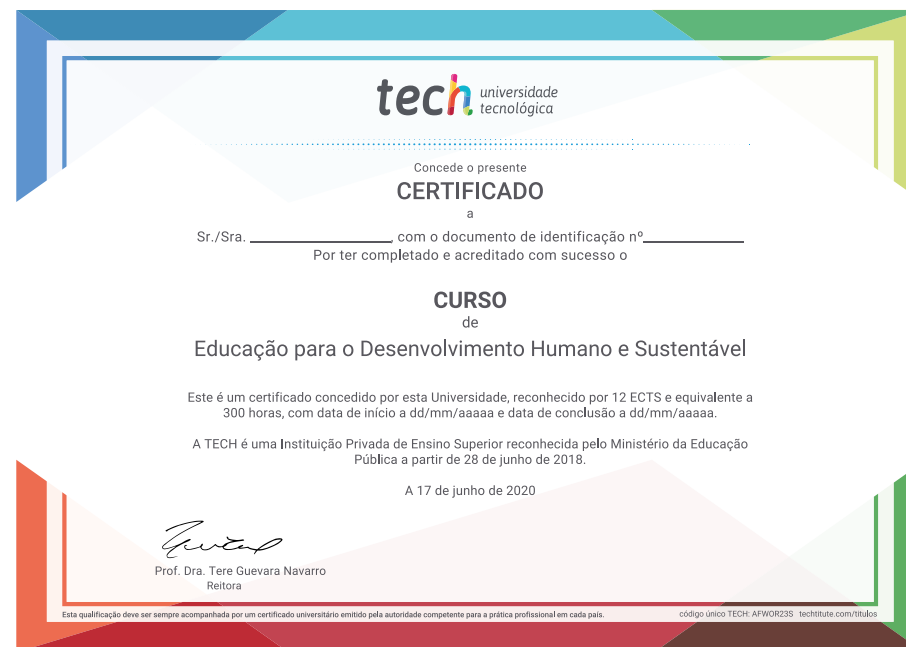 tech universidade
tecnológica
Concede o presente
CERTIFICADO
a
Sr./Sra. ________________, com o documento de identificação nº____________
Por ter completado e acreditado com sucesso o
CURSO
de
Educação para o Desenvolvimento Humano e Sustentável
Este é um certificado concedido por esta Universidade, reconhecido por 12 ECTS e equivalente a
300 horas, com data de início a dd/mm/aaaaa e data de conclusão a dd/mm/aaaaa.
A TECH é uma Instituição Privada de Ensino Superior reconhecida pelo Ministério da Educação
Pública a partir de 28 de junho de 2018.
A 17 de junho de 2020
Prof. Dra. Tere Guevara Navarro
Reitora
Esta qualificação deve ser sempre acompanhada por um certificado universitário emitido pela autoridade competente para a prática profissional em cada país.
código único TECH: AFWOR23S techtitute.com/titulos